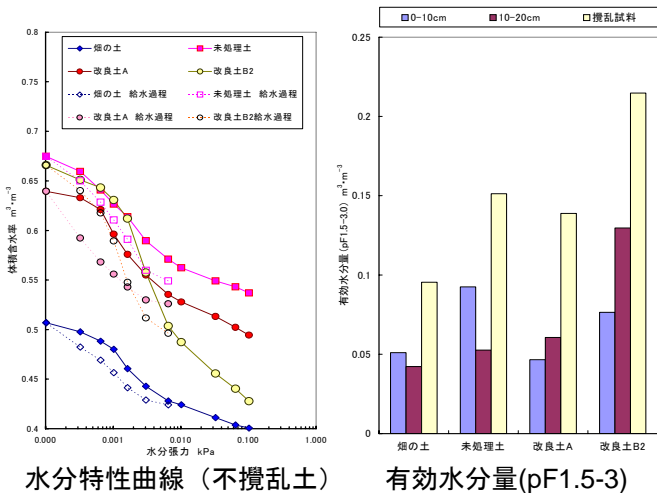 0.8
0.75
0.7
0.65
0.6
0.55
0.5
0.45
0.4
体積含水率 m³・m⁻³
畑の土 未処理土
改良土A 改良土B2
畑の土 給水過程 未処理土 給水過程
改良土A 給水過程 改良土B2給水過程
0.000 0.001 0.010 0.100 1.000
水分張力 kPa
水分特性曲線（不攪乱土）
0-10cm 10-20cm 攪乱試料
0.25
0.2
0.15
0.1
0.05
0
有効水分量(pF1.5-3.0) m³・m⁻³
畑の土 未処理土 改良土A 改良土B2
有効水分量(pF1.5-3)